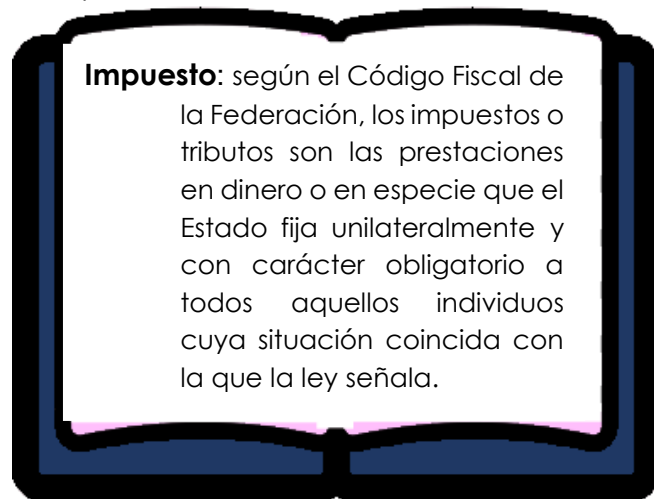 Impuesto: según el Código Fiscal de
la Federación, los impuestos o
tributos son las prestaciones
en dinero o en especie que el
Estado fija unilateralmente y
con carácter obligatorio a
todos aquellos individuos
cuya situación coincida con
la que la ley señala.